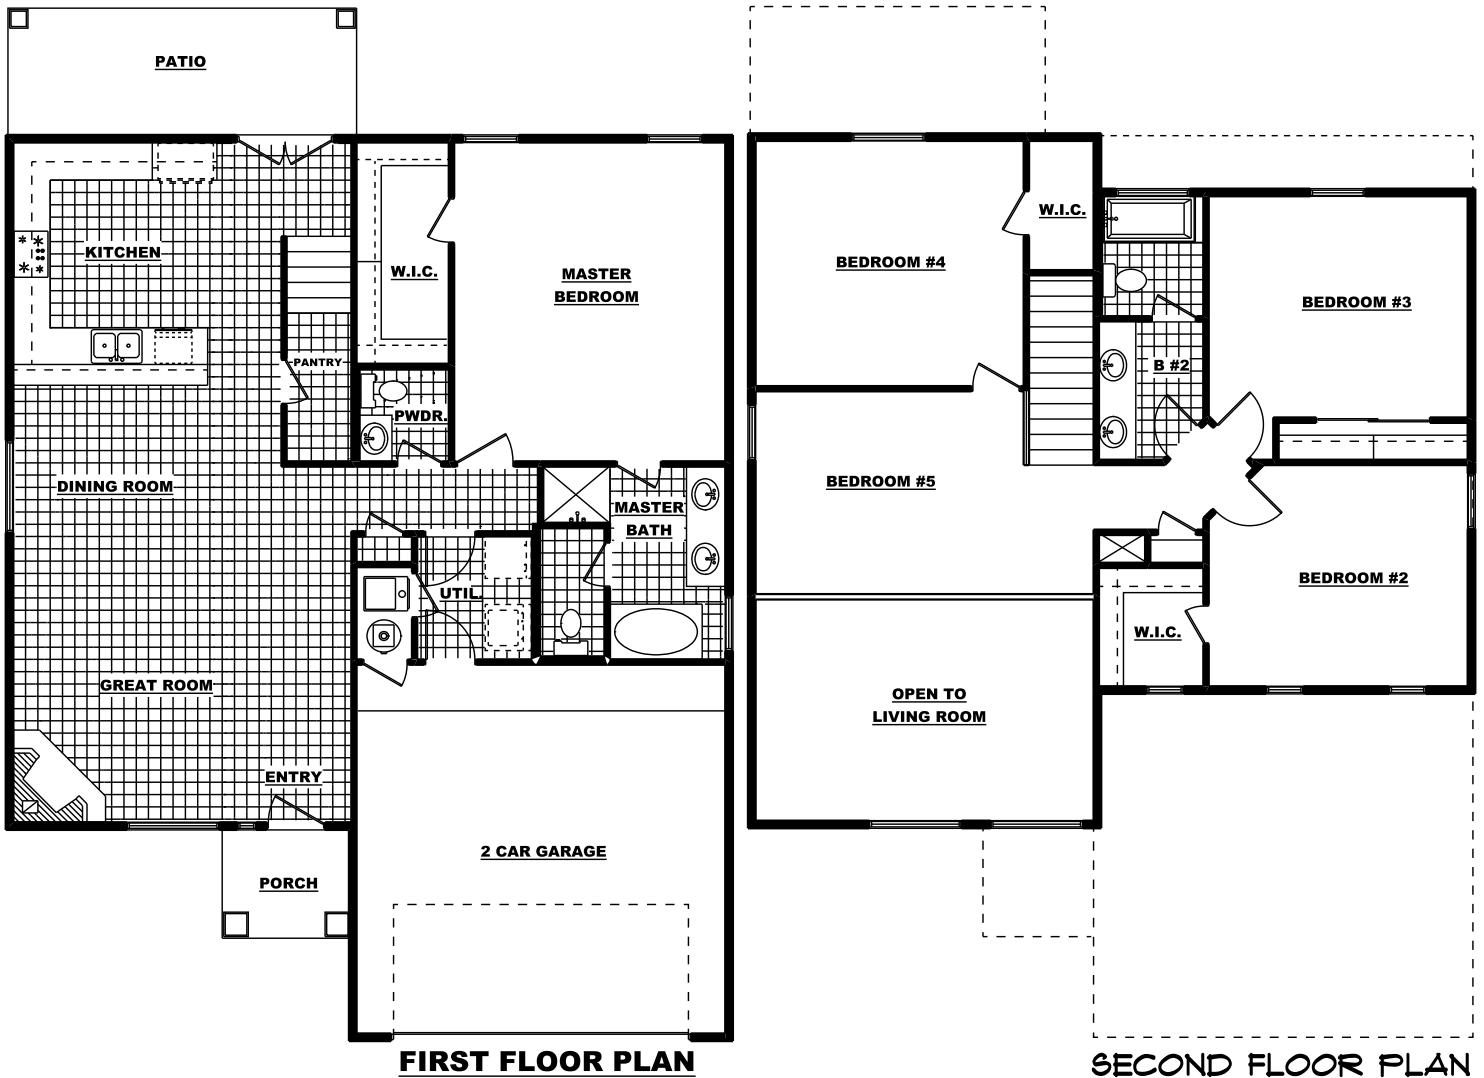 PATIO
KITCHEN
W.I.C.
MASTER
BEDROOM
PANTRY
PWDR.
DINING ROOM
MASTER
BATH
UTIL.
GREAT ROOM
ENTRY
2 CAR GARAGE
PORCH
FIRST FLOOR PLAN
W.I.C.
BEDROOM #4
BEDROOM #3
B #2
BEDROOM #5
BEDROOM #2
W.I.C.
OPEN TO
LIVING ROOM
SECOND FLOOR PLAN